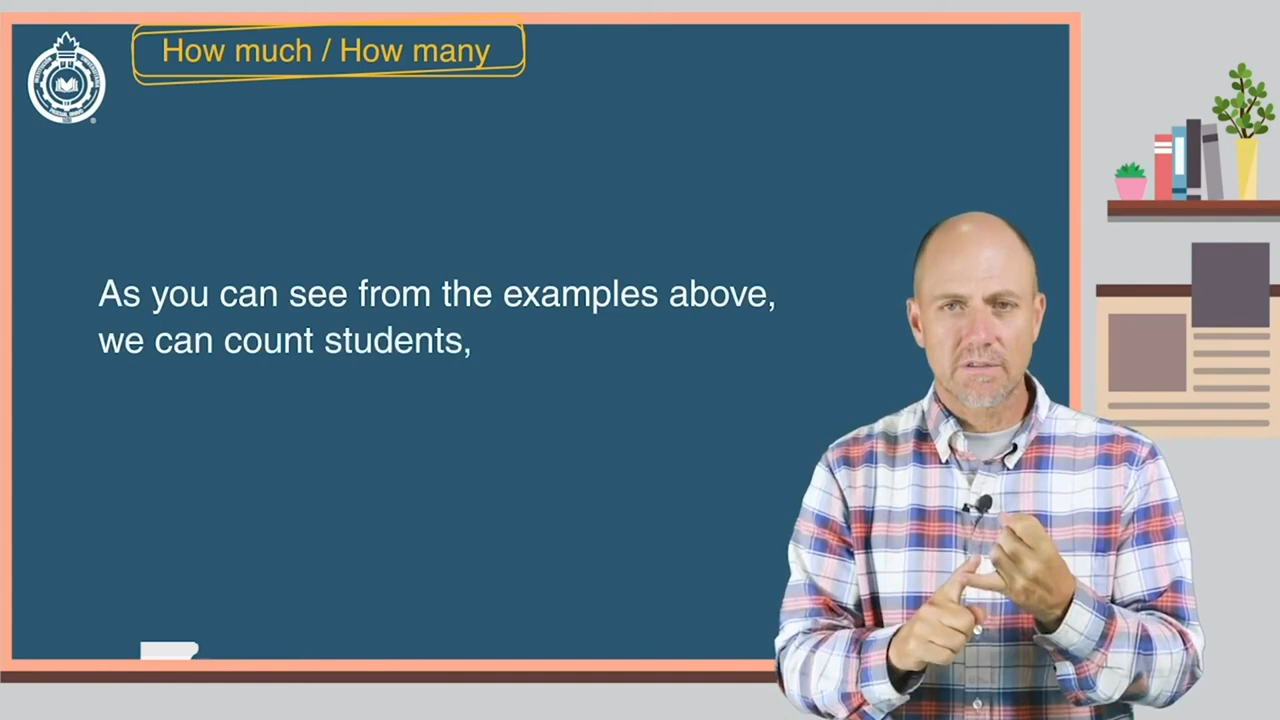 How much / How many
As you can see from the examples above,
we can count students,